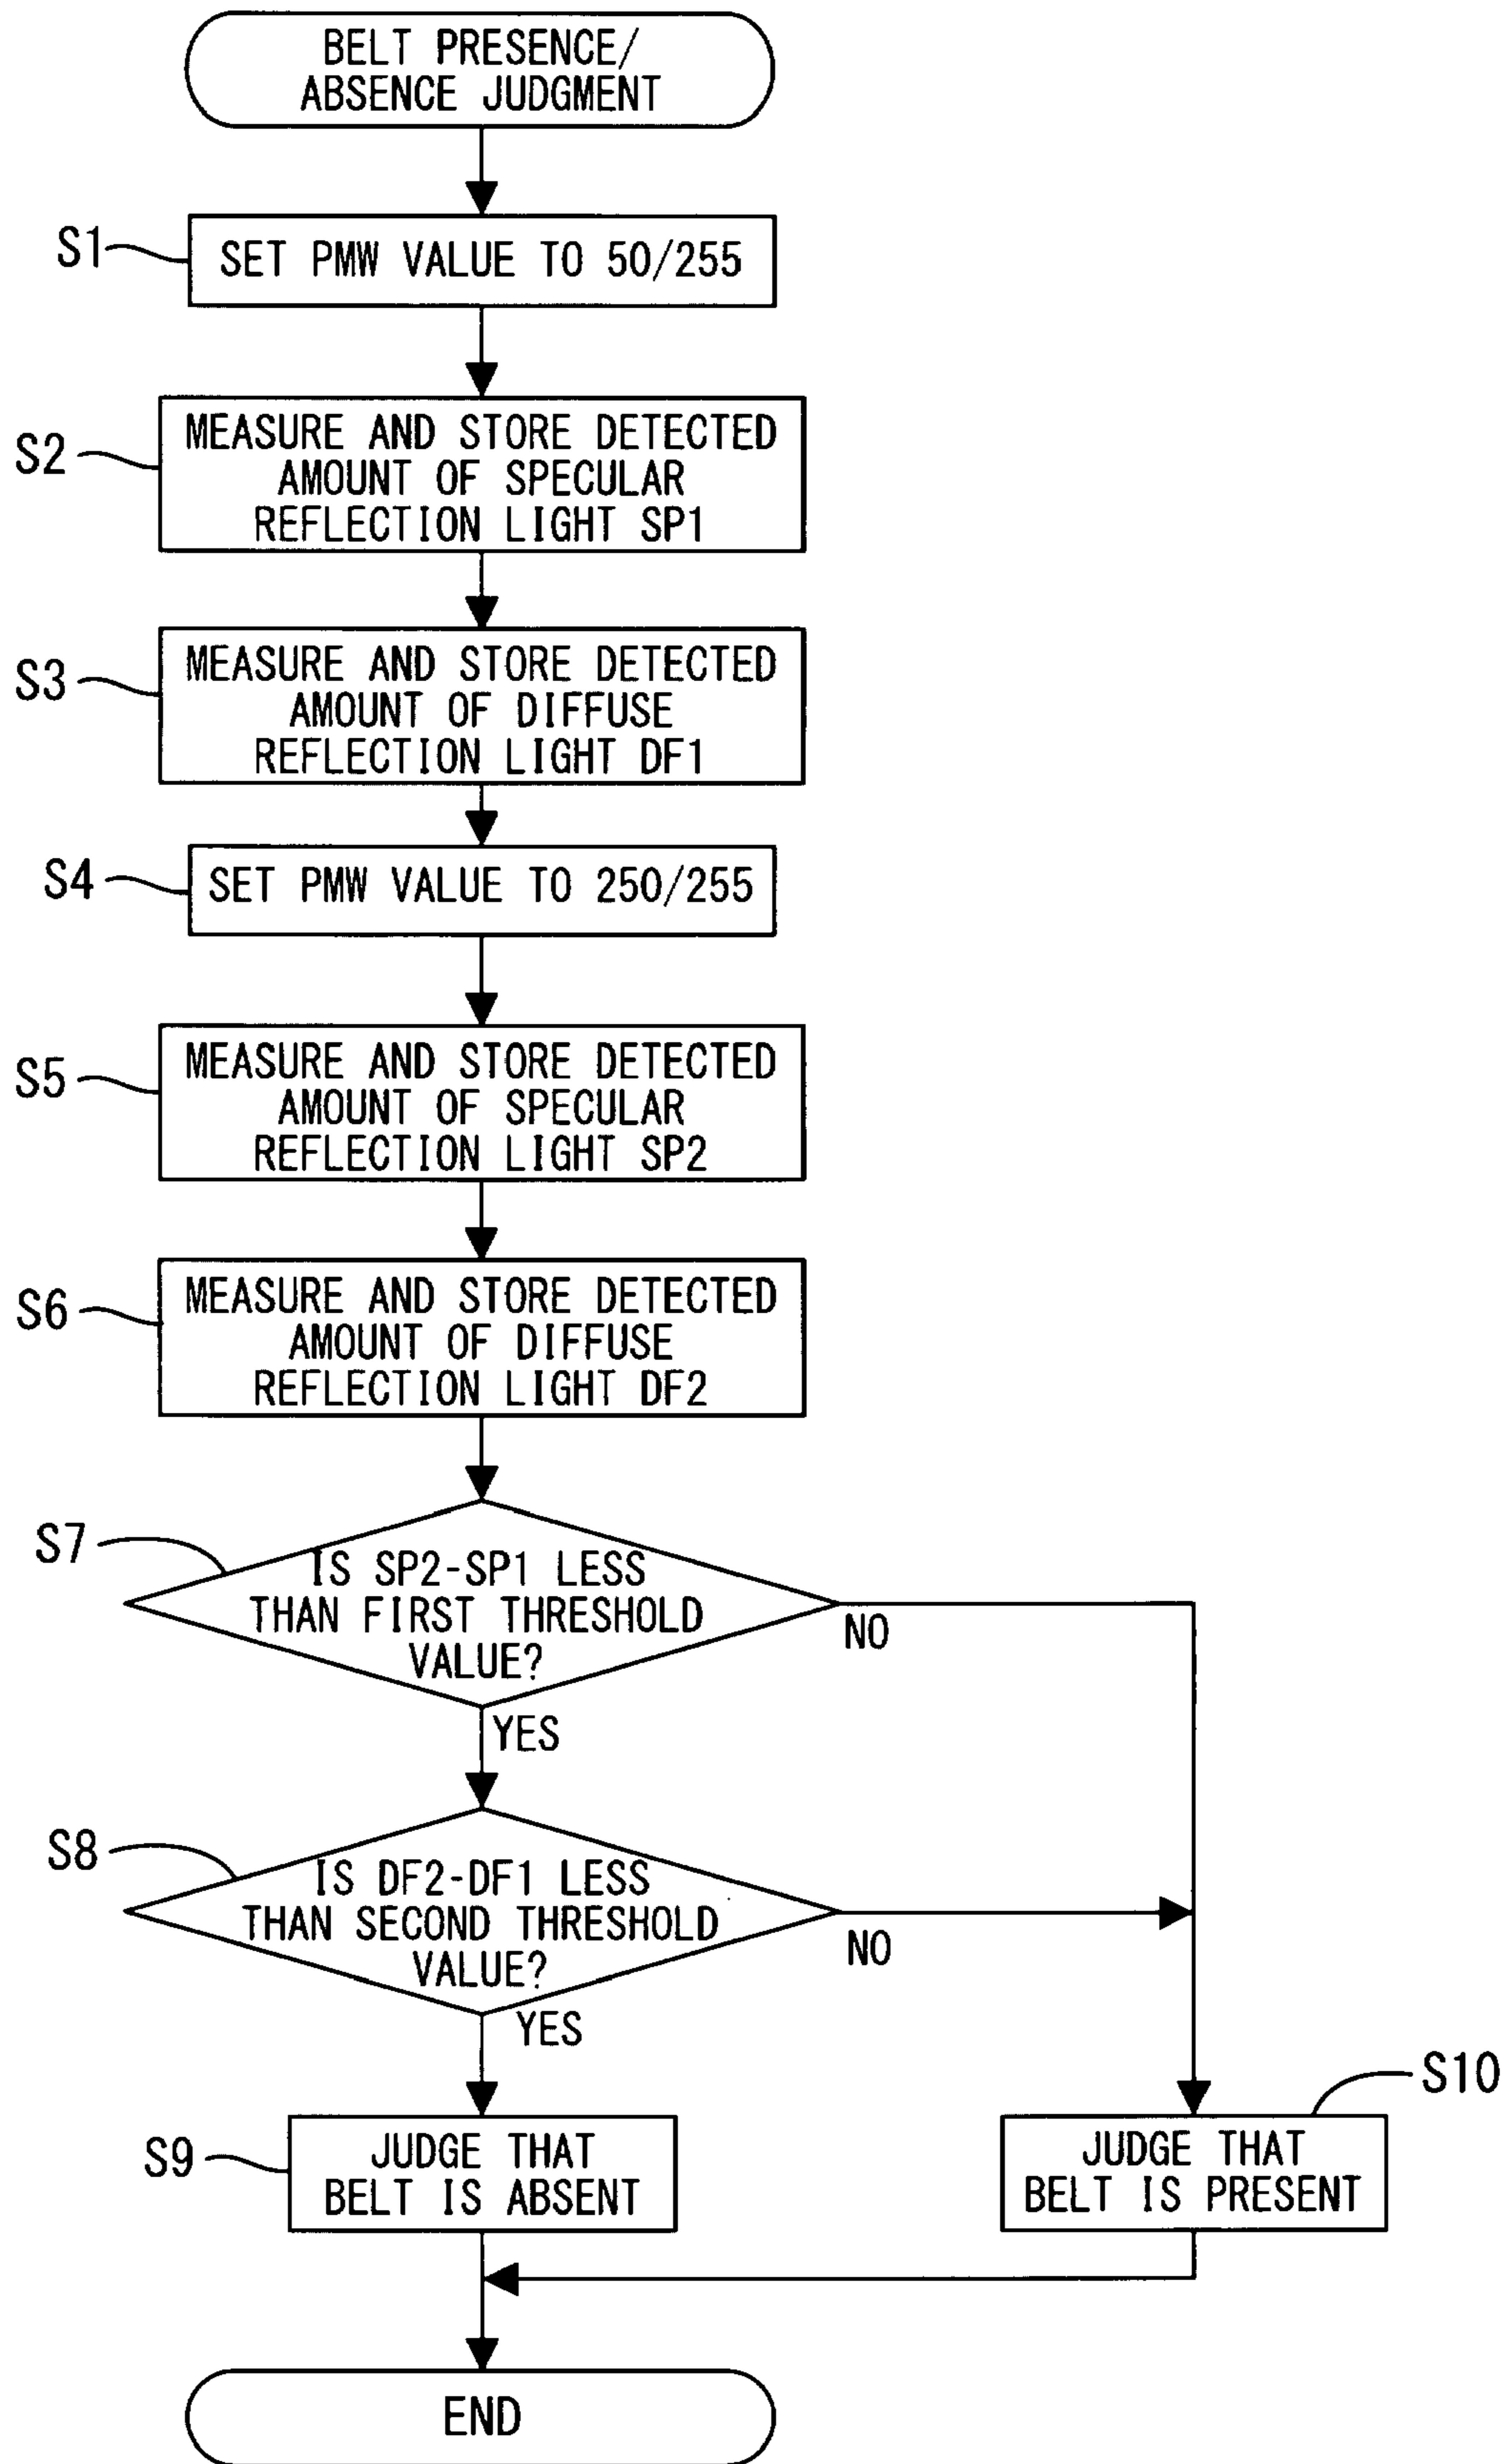 BELT PRESENCE/
ABSENCE JUDGMENT
S1
SET PMW VALUE TO 50/255
S2
MEASURE AND STORE DETECTED
AMOUNT OF SPECULAR
REFLECTION LIGHT SP1
S3
MEASURE AND STORE DETECTED
AMOUNT OF DIFFUSE
REFLECTION LIGHT DF1
S4
SET PMW VALUE TO 250/255
S5
MEASURE AND STORE DETECTED
AMOUNT OF SPECULAR
REFLECTION LIGHT SP2
S6
MEASURE AND STORE DETECTED
AMOUNT OF DIFFUSE
REFLECTION LIGHT DF2
S7
IS SP2-SP1 LESS
THAN FIRST THRESHOLD
VALUE?
NO
YES
S8
IS DF2-DF1 LESS
THAN SECOND THRESHOLD
VALUE?
NO
YES
S9
JUDGE THAT
BELT IS ABSENT
S10
JUDGE THAT
BELT IS PRESENT
END